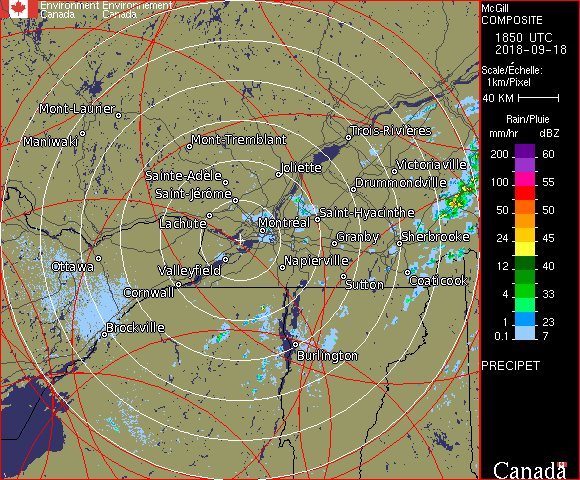 Environment Environnement
Canada Canada
McGill
COMPOSITE
1850 UTC
2018-09-18
Scale/Échelle:
1km/Pixel
40 KM
Rain/Pluie
mm/hr dBZ
200 60
100 55
50 50
24 45
12 40
4 33
1 23
0.1 7
PRECIPET
Canada
Mont-Laurier
Maniwaki
Mont-Tremblant
Trois-Rivières
Joliette
Victoriaville
Sainte-Adèle
Saint-Jérôme
Drummondville
Lachute
Montréal
Saint-Hyacinthe
Granby
Sherbrooke
Ottawa
Valleyfield
Napierville
Cornwall
Sutton
Coaticook
Brockville
Burlington